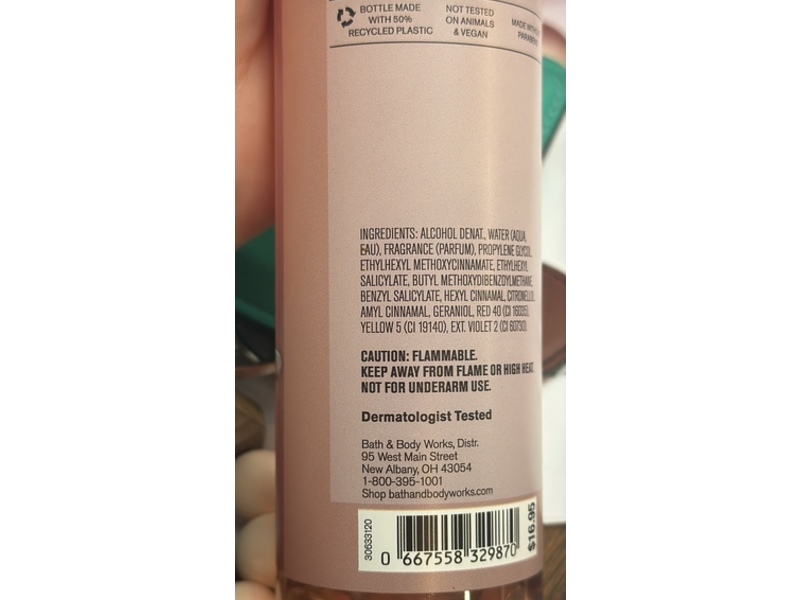 BOTTLE MADE
WITH 50%
RECYCLED PLASTIC
NOT TESTED
ON ANIMALS
& VEGAN
MADE
INGREDIENTS: ALCOHOL DENAT., WATER (AQUA,
EAU), FRAGRANCE (PARFUM), PROPYLENE GLYCOL,
ETHYLHEXYL METHOXYCINNAMATE, ETHYLHEXYL
SALICYLATE, BUTYL METHOXYDIBENZOYLMETHANE,
BENZYL SALICYLATE, HEXYL CINNAMAL, CITRONELLOL,
AMYL CINNAMAL, GERANIOL, RED 40 (CI 16035),
YELLOW 5 (CI 19140), EXT. VIOLET 2 (CI 60730)
CAUTION: FLAMMABLE.
KEEP AWAY FROM FLAME OR HIGH HEAT.
NOT FOR UNDERARM USE.
Dermatologist Tested
Bath & Body Works, Distr.
95 West Main Street
New Albany, OH 43054
1-800-395-1001
Shop bathandbodyworks.com
30633120
0 667558 329870
$16.95